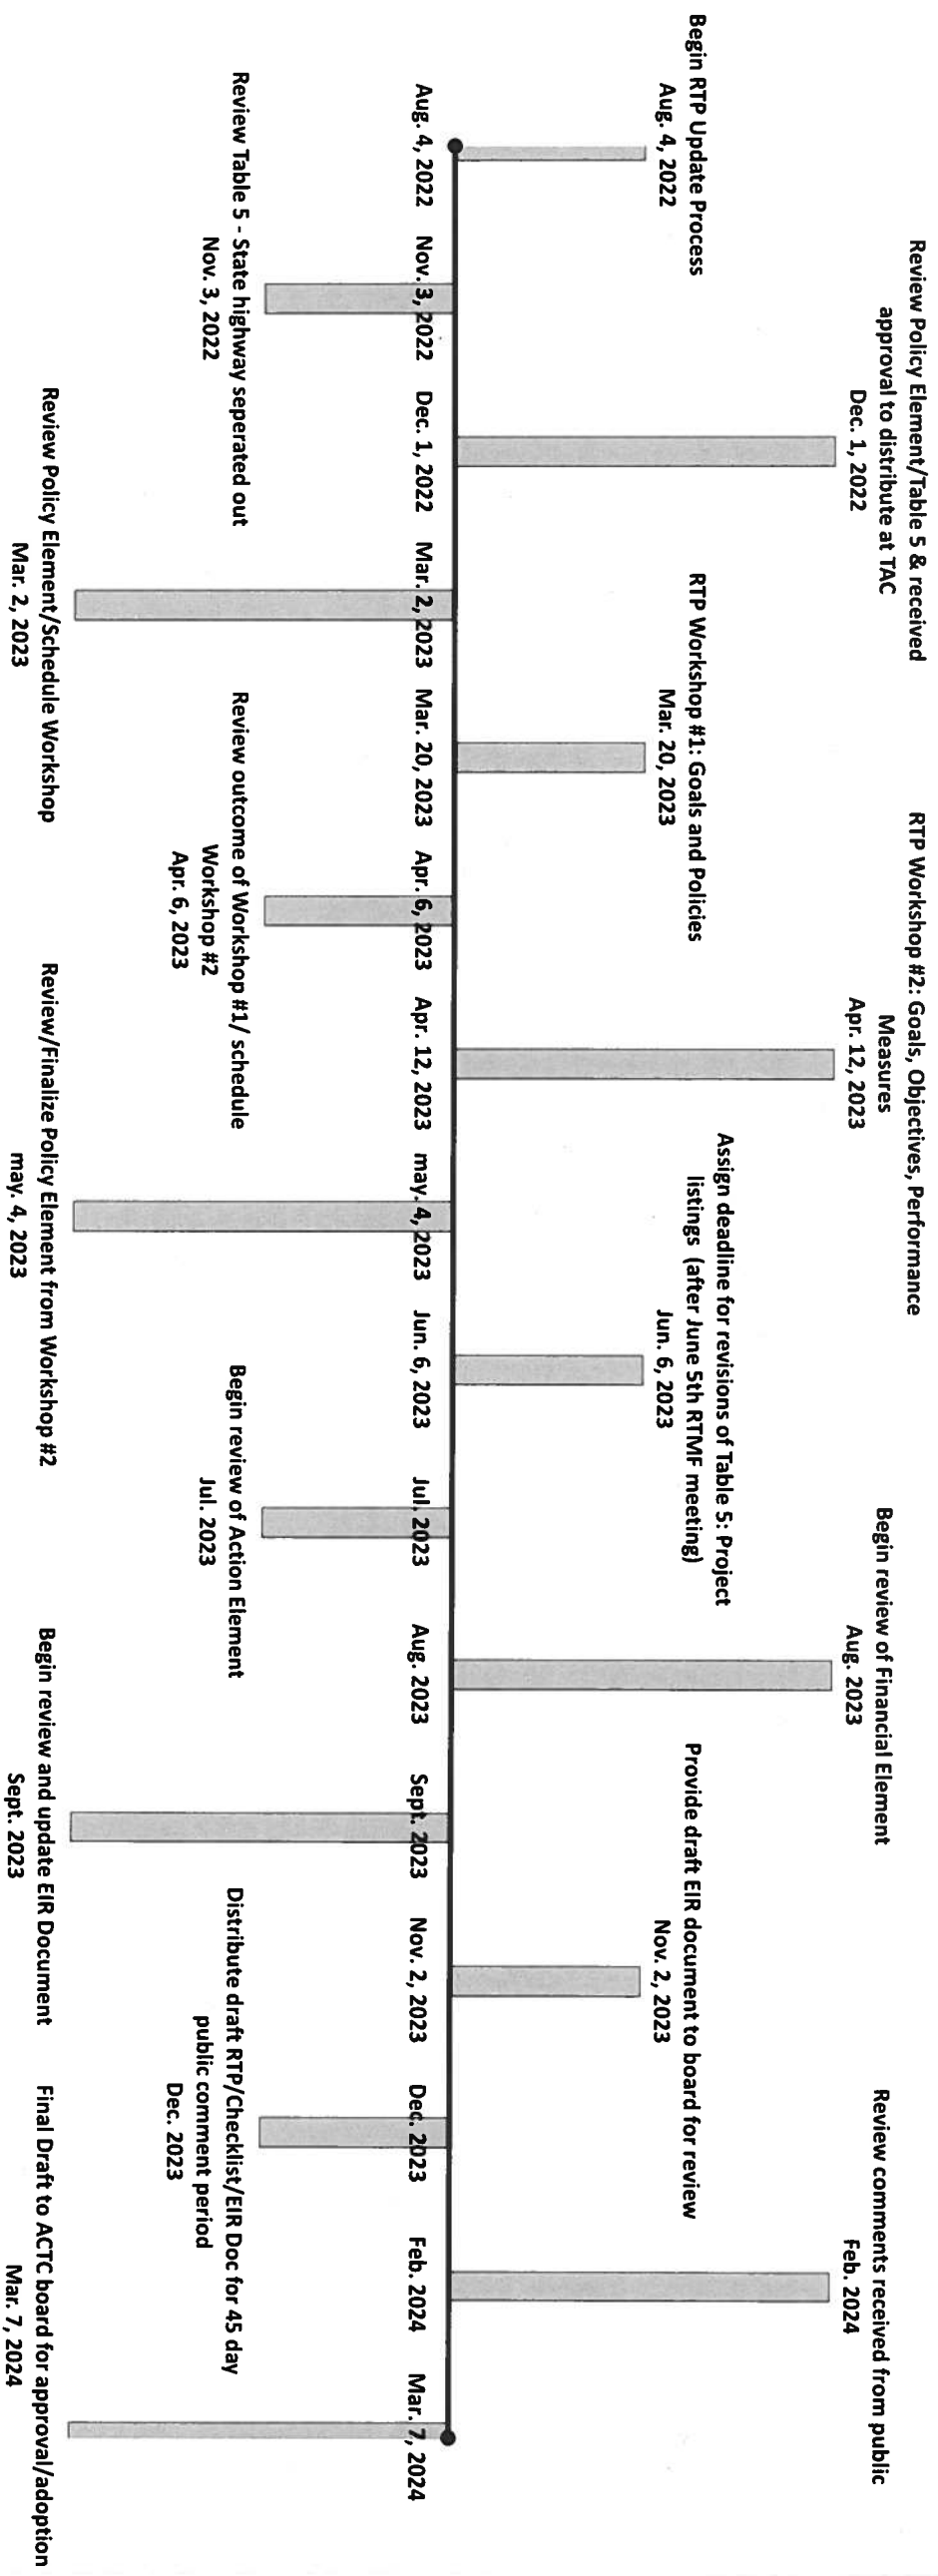 Review Policy Element/Table 5 & received
approval to distribute at TAC
Dec. 1, 2022
RTP Workshop #2: Goals, Objectives, Performance
Measures
Apr. 12, 2023
Begin review of Financial Element
Aug. 2023
Review comments received from public
Feb. 2024
Begin RTP Update Process
Aug. 4, 2022
RTP Workshop #1: Goals and Policies
Mar. 20, 2023
Assign deadline for revisions of Table 5: Project
listings (after June 5th RTMF meeting)
Jun. 6, 2023
Provide draft EIR document to board for review
Nov. 2, 2023
Aug. 4, 2022
Nov. 3, 2022
Dec. 1, 2022
Mar. 2, 2023
Mar. 20, 2023
Apr. 6, 2023
Apr. 12, 2023
may. 4, 2023
Jun. 6, 2023
Jul. 2023
Aug. 2023
Sept. 2023
Nov. 2, 2023
Dec. 2023
Feb. 2024
Mar. 7, 2024
Review Table 5 - State highway seperated out
Nov. 3, 2022
Review outcome of Workshop #1/ schedule
Workshop #2
Apr. 6, 2023
Begin review of Action Element
Jul. 2023
Distribute draft RTP/Checklist/EIR Doc for 45 day
public comment period
Dec. 2023
Review Policy Element/Schedule Workshop
Mar. 2, 2023
Review/Finalize Policy Element from Workshop #2
may. 4, 2023
Begin review and update EIR Document
Sept. 2023
Final Draft to ACTC board for approval/adoption
Mar. 7, 2024